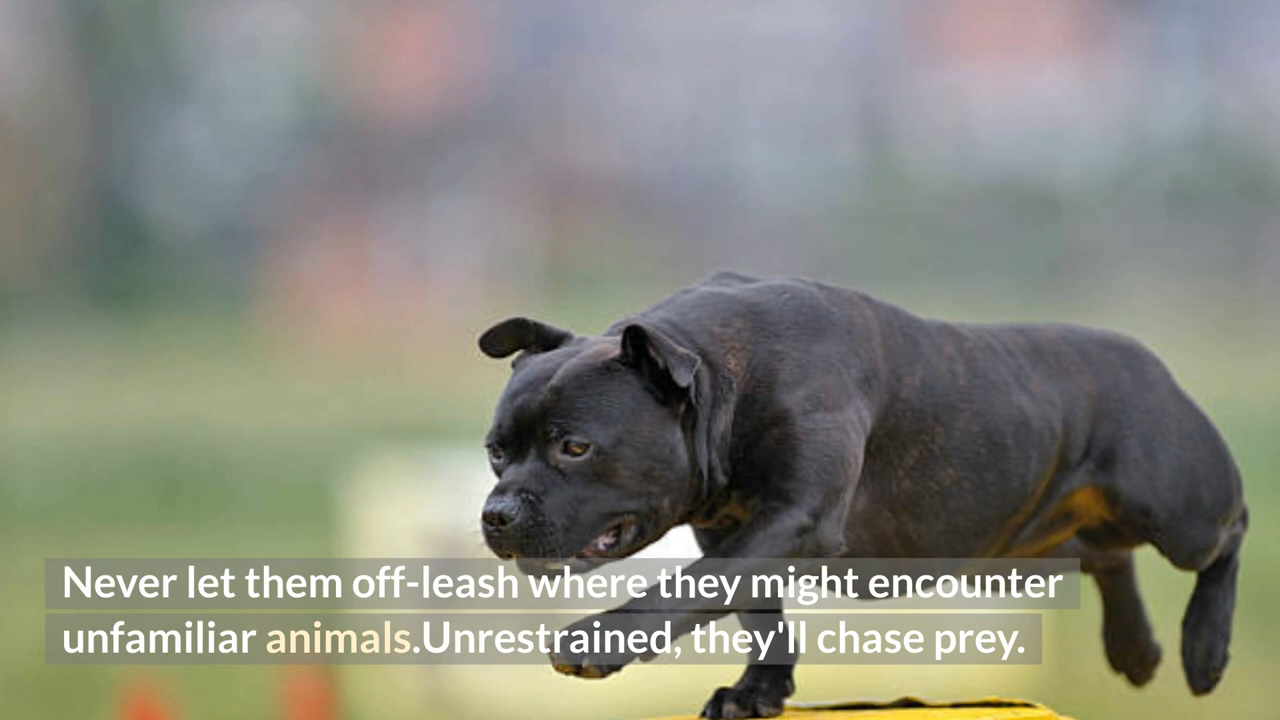 Never let them off-leash where they might encounter
unfamiliar animals.Unrestrained, they'll chase prey.